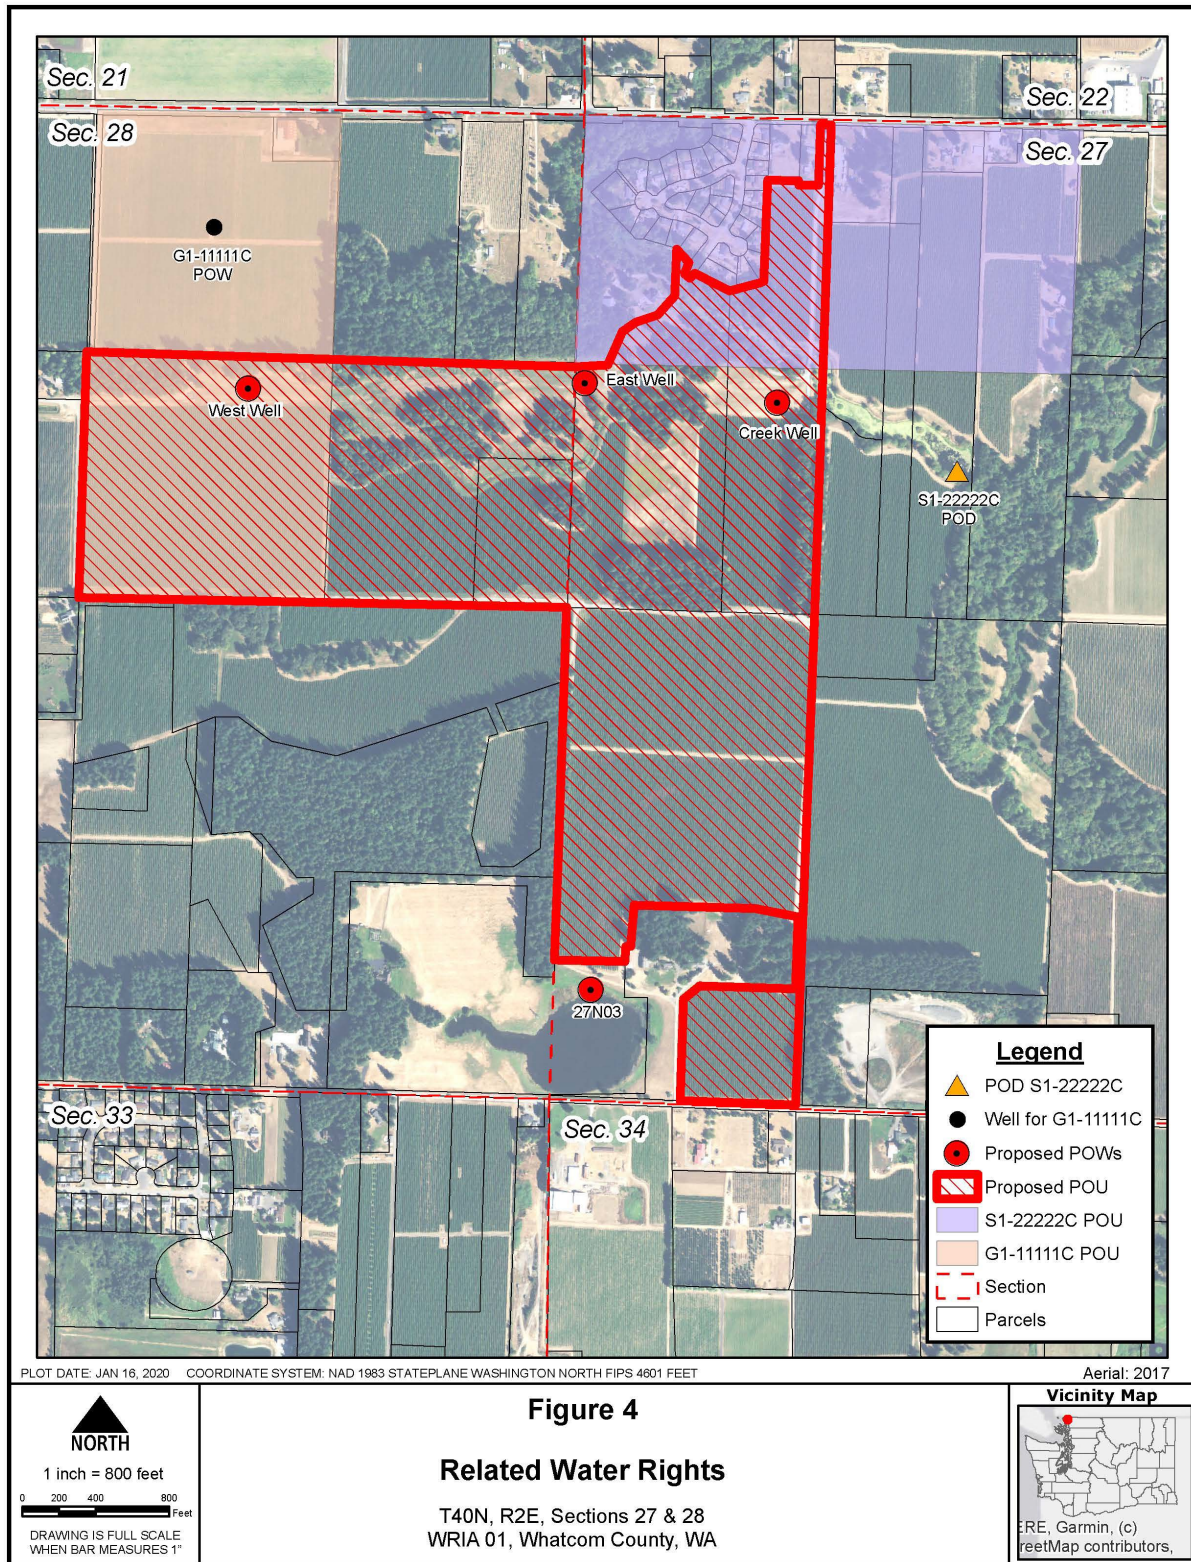 Sec. 21
Sec. 22
Sec. 28
Sec. 27
G1-11111C
POW
West Well
East Well
Creek Well
S1-22222C
POD
27N03
Sec. 33
Sec. 34
Legend
POD S1-22222C
Well for G1-11111C
Proposed POWs
Proposed POU
S1-22222C POU
G1-11111C POU
Section
Parcels
PLOT DATE: JAN 16, 2020 COORDINATE SYSTEM: NAD 1983 STATEPLANE WASHINGTON NORTH FIPS 4601 FEET
Aerial: 2017
NORTH
1 inch = 800 feet
0 200 400 800
Feet
DRAWING IS FULL SCALE
WHEN BAR MEASURES 1"
Figure 4
Related Water Rights
T40N, R2E, Sections 27 & 28
WRIA 01, Whatcom County, WA
Vicinity Map
ERE, Garmin, (c)
reetMap contributors,